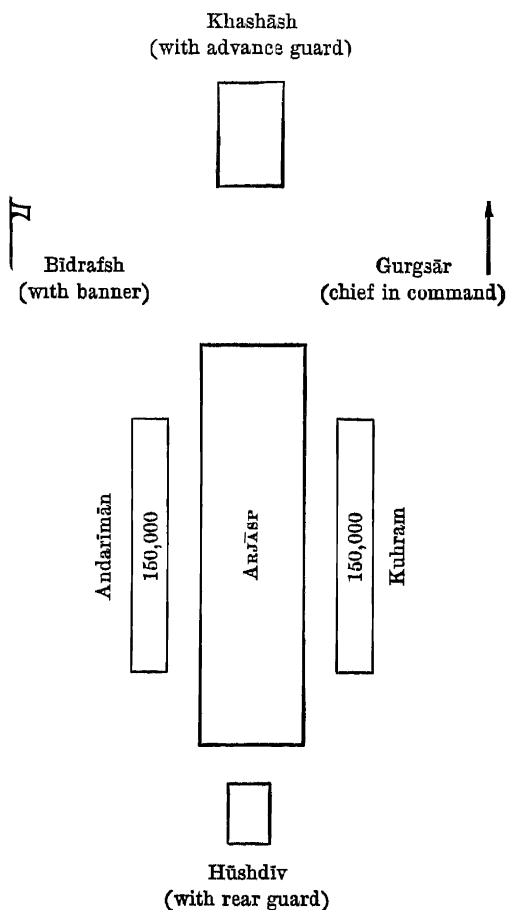 Khashāsh
(with advance guard)
Bīdrafsh
(with banner)
Gurgsār
(chief in command)
Andarīmān
150,000
ARJĀSP
150,000
Kuhram
Hūshdīv
(with rear guard)